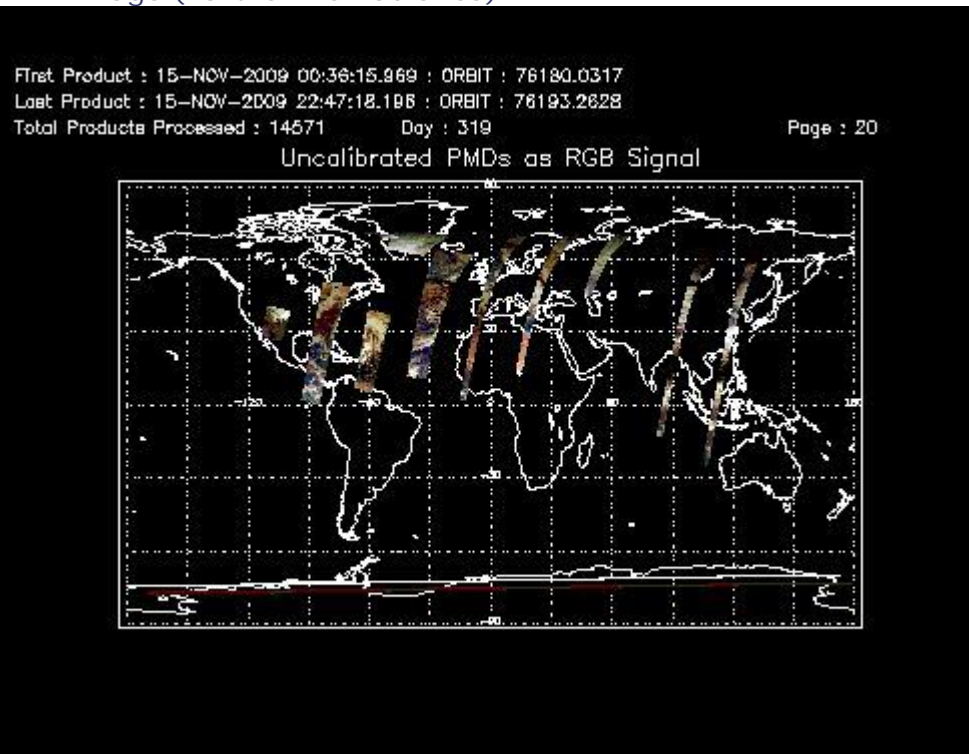 First Product : 15-NOV-2009 00:36:15.969 : ORBIT : 76180.0317
Last Product : 15-NOV-2009 22:47:18.196 : ORBIT : 76193.2628
Total Products Processed : 14571 Day : 319 Page : 20
Uncalibrated PMDs as RGB Signal